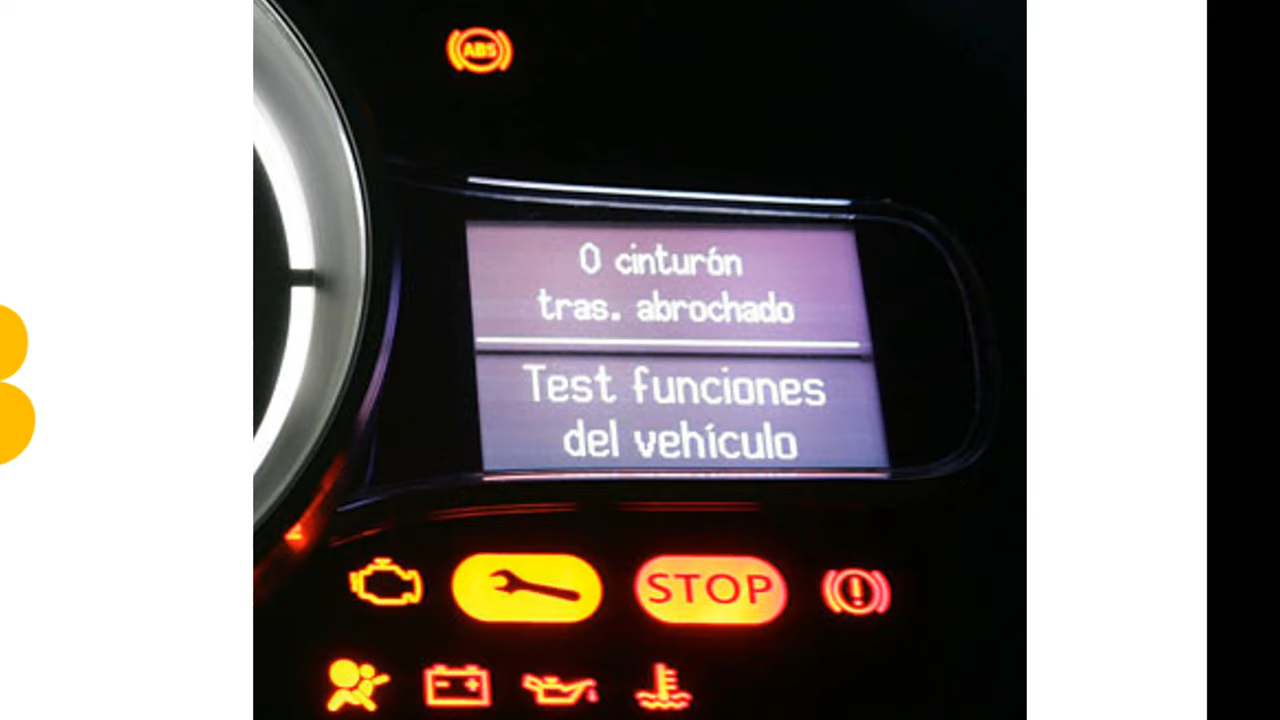 ABS
0 cinturón
tras. abrochado
Test funciones
del vehículo
STOP